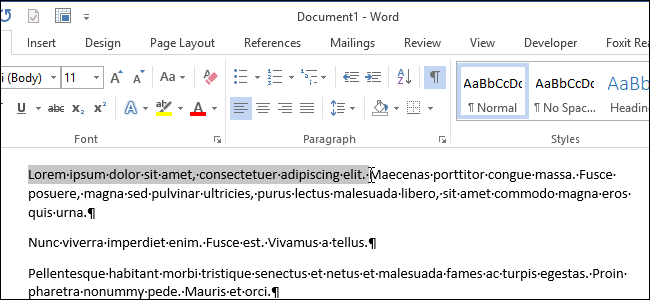 Document1 - Word
Insert Design Page Layout References Mailings Review View Developer Foxit Rea
i (Body) 11 A A Aa A AaBbCcDc AaBbCcDc AaBbC
U abc x₂ x² A ab A ¶ Normal ¶ No Spac... Heading
Font Paragraph Styles
Lorem·ipsum·dolor·sit·amet,·consectetuer·adipiscing·elit.·Maecenas·porttitor·congue·massa.·Fusce·
posuere,·magna·sed·pulvinar·ultricies,·purus·lectus·malesuada·libero,·sit·amet·commodo·magna·eros·
quis·urna.¶
Nunc·viverra·imperdiet·enim.·Fusce·est.·Vivamus·a·tellus.¶
Pellentesque·habitant·morbi·tristique·senectus·et·netus·et·malesuada·fames·ac·turpis·egestas.·Proin·
pharetra·nonummy·pede.·Mauris·et·orci.¶